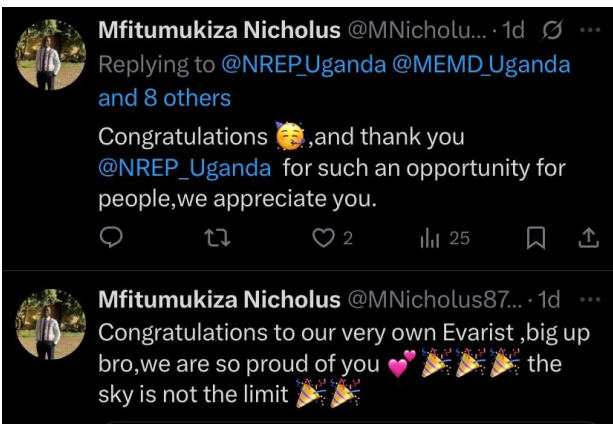 Mfitumukiza Nicholus @MNicholu... · 1d
Replying to @NREP_Uganda @MEMD_Uganda
and 8 others
Congratulations 🥳,and thank you
@NREP_Uganda for such an opportunity for
people,we appreciate you.
2 25
Mfitumukiza Nicholus @MNicholus87... · 1d
Congratulations to our very own Evarist ,big up
bro,we are so proud of you 💕🎉🎉🎉 the
sky is not the limit 🎉🎉